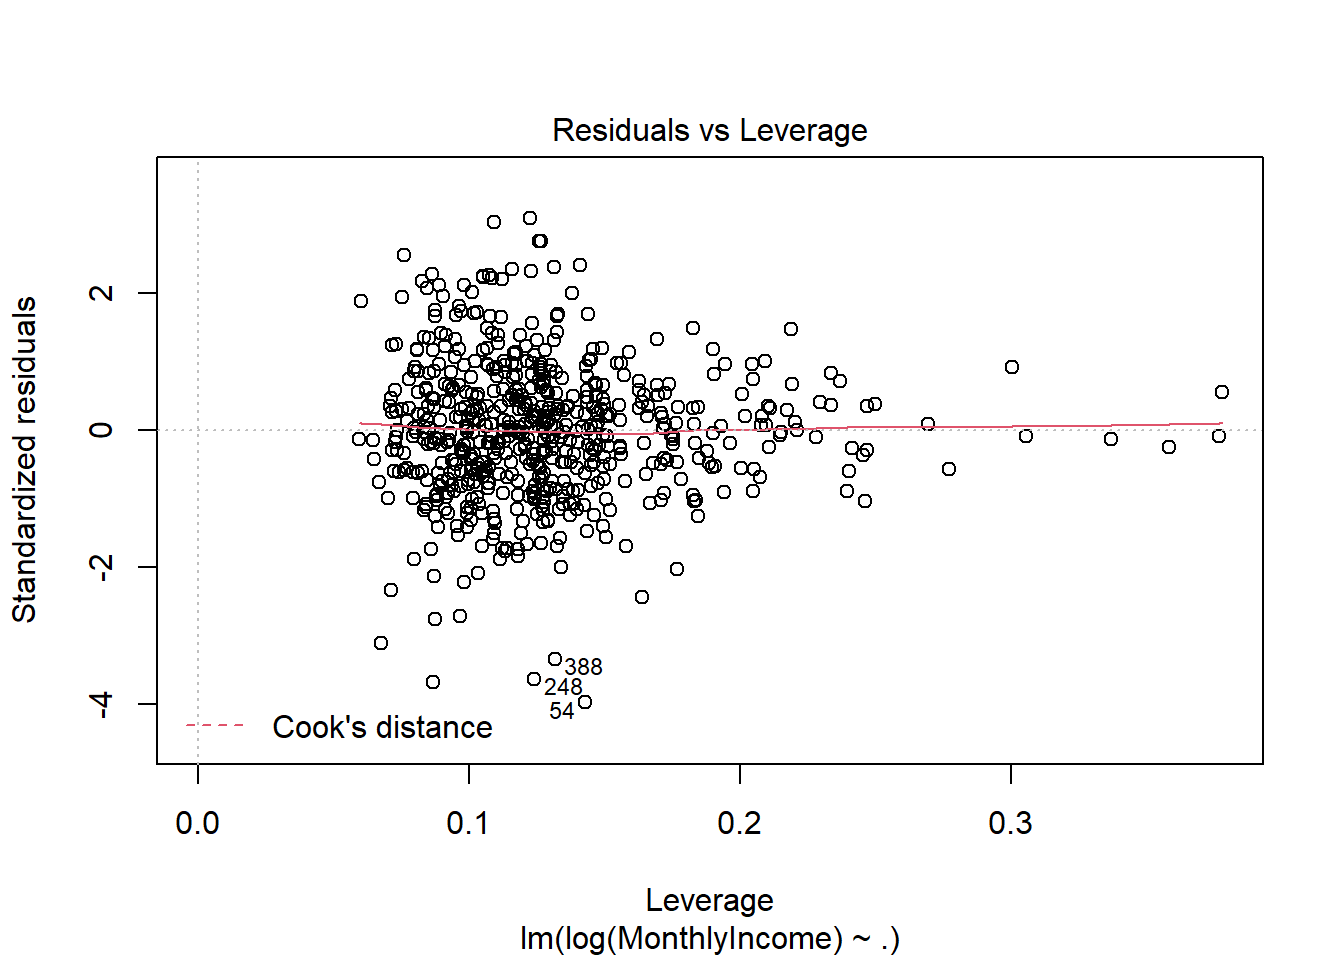 Residuals vs Leverage
Standardized residuals
2
0
-2
-4
388
248
54
Cook's distance
0.0
0.1
0.2
0.3
Leverage
lm(log(MonthlyIncome) ~ .)